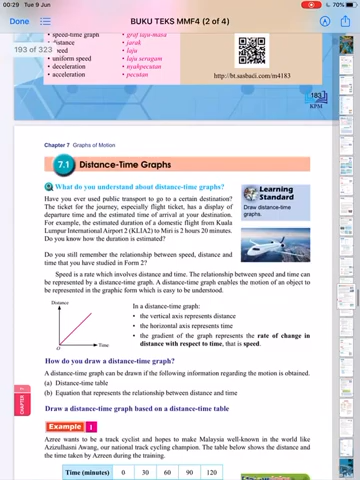 00:29 Tue 9 Jun
70%
Done
BUKU TEKS MMF4 (2 of 4)
193 of 323
• speed-time graph • graf laju-masa
• distance • jarak
• speed • laju
• uniform speed • laju seragam
• deceleration • nyahpecutan
• acceleration • pecutan
http://bt.sasbadi.com/m4183
183
KPM
Chapter 7 Graphs of Motion
7.1 Distance-Time Graphs
What do you understand about distance-time graphs?
Learning
Standard
Draw distance-time
graphs.
Have you ever used public transport to go to a certain destination?
The ticket for the journey, especially flight ticket, has a display of
departure time and the estimated time of arrival at your destination.
For example, the estimated duration of a domestic flight from Kuala
Lumpur International Airport 2 (KLIA2) to Miri is 2 hours 20 minutes.
Do you know how the duration is estimated?
Do you still remember the relationship between speed, distance and
time that you have studied in Form 2?
Speed is a rate which involves distance and time. The relationship between speed and time can
be represented by a distance-time graph. A distance-time graph enables the motion of an object to
be represented in the graphic form which is easy to be understood.
Distance
O
Time
In a distance-time graph:
• the vertical axis represents distance
• the horizontal axis represents time
• the gradient of the graph represents the rate of change in
distance with respect to time, that is speed.
How do you draw a distance-time graph?
A distance-time graph can be drawn if the following information regarding the motion is obtained.
(a) Distance-time table
(b) Equation that represents the relationship between distance and time
CHAPTER 7
Draw a distance-time graph based on a distance-time table
Example 1
Azree wants to be a track cyclist and hopes to make Malaysia well-known in the world like
Azizulhasni Awang, our national track cycling champion. The table below shows the distance and
the time taken by Azreen during the training.
Time (minutes) 0 30 60 90 120